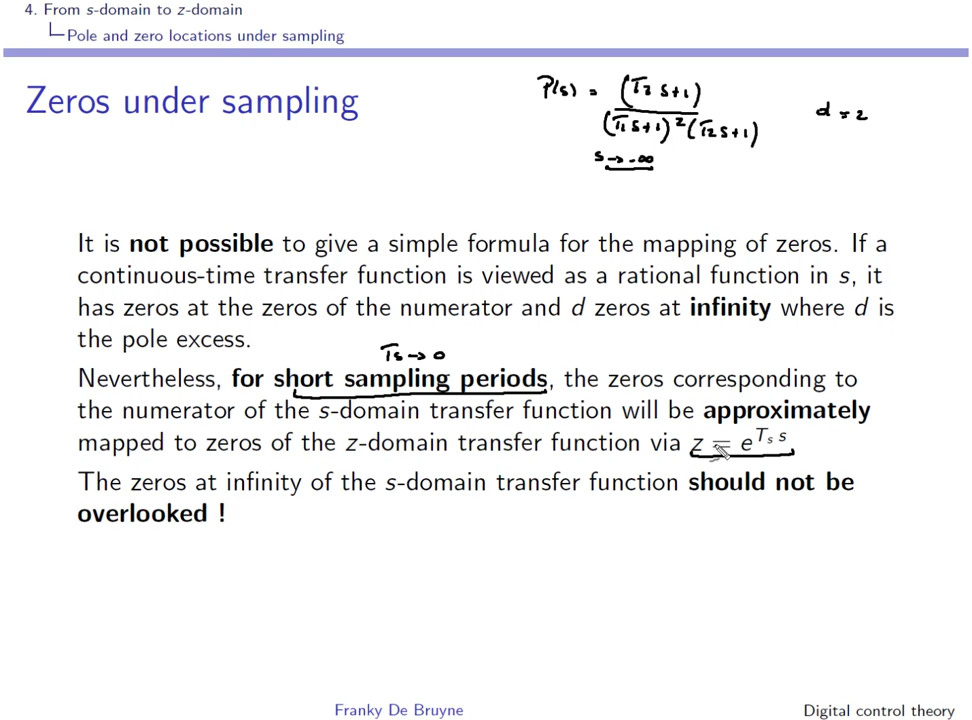 4. From s-domain to z-domain
Pole and zero locations under sampling
Zeros under sampling
P(s) = (T3 s+1)
(T1 s+1)² (T2 s+1)
d = 2
s → -∞
It is not possible to give a simple formula for the mapping of zeros. If a
continuous-time transfer function is viewed as a rational function in s, it
has zeros at the zeros of the numerator and d zeros at infinity where d is
the pole excess.
Ts → 0
Nevertheless, for short sampling periods, the zeros corresponding to
the numerator of the s-domain transfer function will be approximately
mapped to zeros of the z-domain transfer function via z = e^{T_s s}
The zeros at infinity of the s-domain transfer function should not be
overlooked !
Franky De Bruyne
Digital control theory